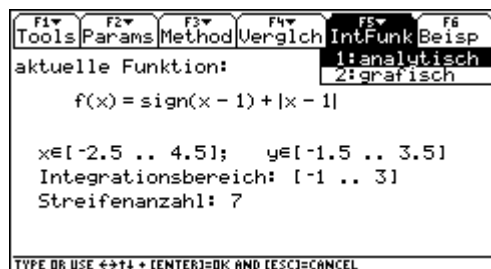 F1▼ F2▼ F3▼ F4▼ F5▼ F6
Tools Params Method Verglch IntFunk Beisp
1:analytisch
2:grafisch
aktuelle Funktion:
f(x) = sign(x - 1) + |x - 1|
x∈[-2.5 .. 4.5]; y∈[-1.5 .. 3.5]
Integrationsbereich: [-1 .. 3]
Streifenanzahl: 7
TYPE OR USE ←→↑↓ + [ENTER]=OK AND [ESC]=CANCEL